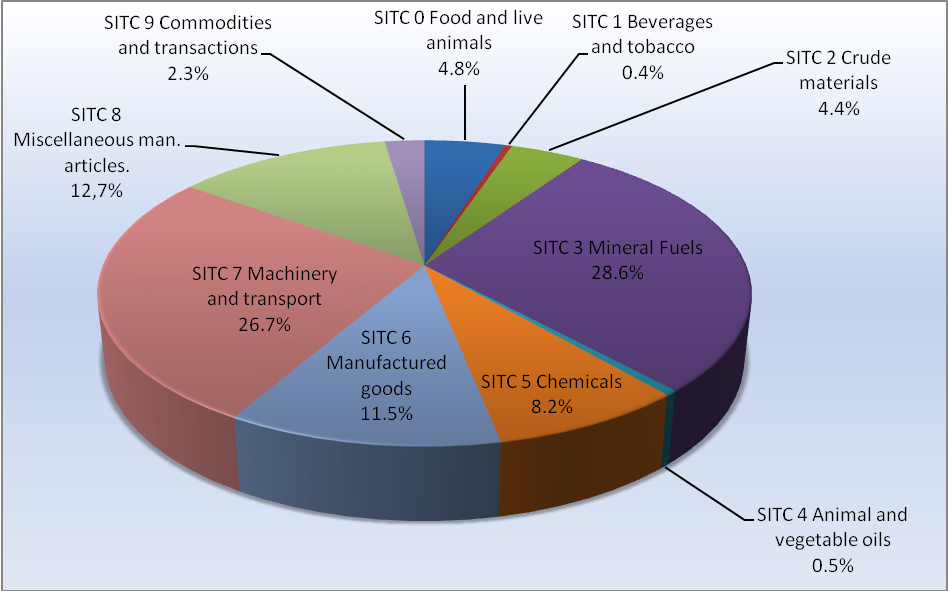 SITC 9 Commodities
and transactions
2.3%
SITC 0 Food and live
animals
4.8%
SITC 1 Beverages
and tobacco
0.4%
SITC 2 Crude
materials
4.4%
SITC 8
Miscellaneous man.
articles.
12,7%
SITC 3 Mineral Fuels
28.6%
SITC 7 Machinery
and transport
26.7%
SITC 6
Manufactured
goods
11.5%
SITC 5 Chemicals
8.2%
SITC 4 Animal and
vegetable oils
0.5%